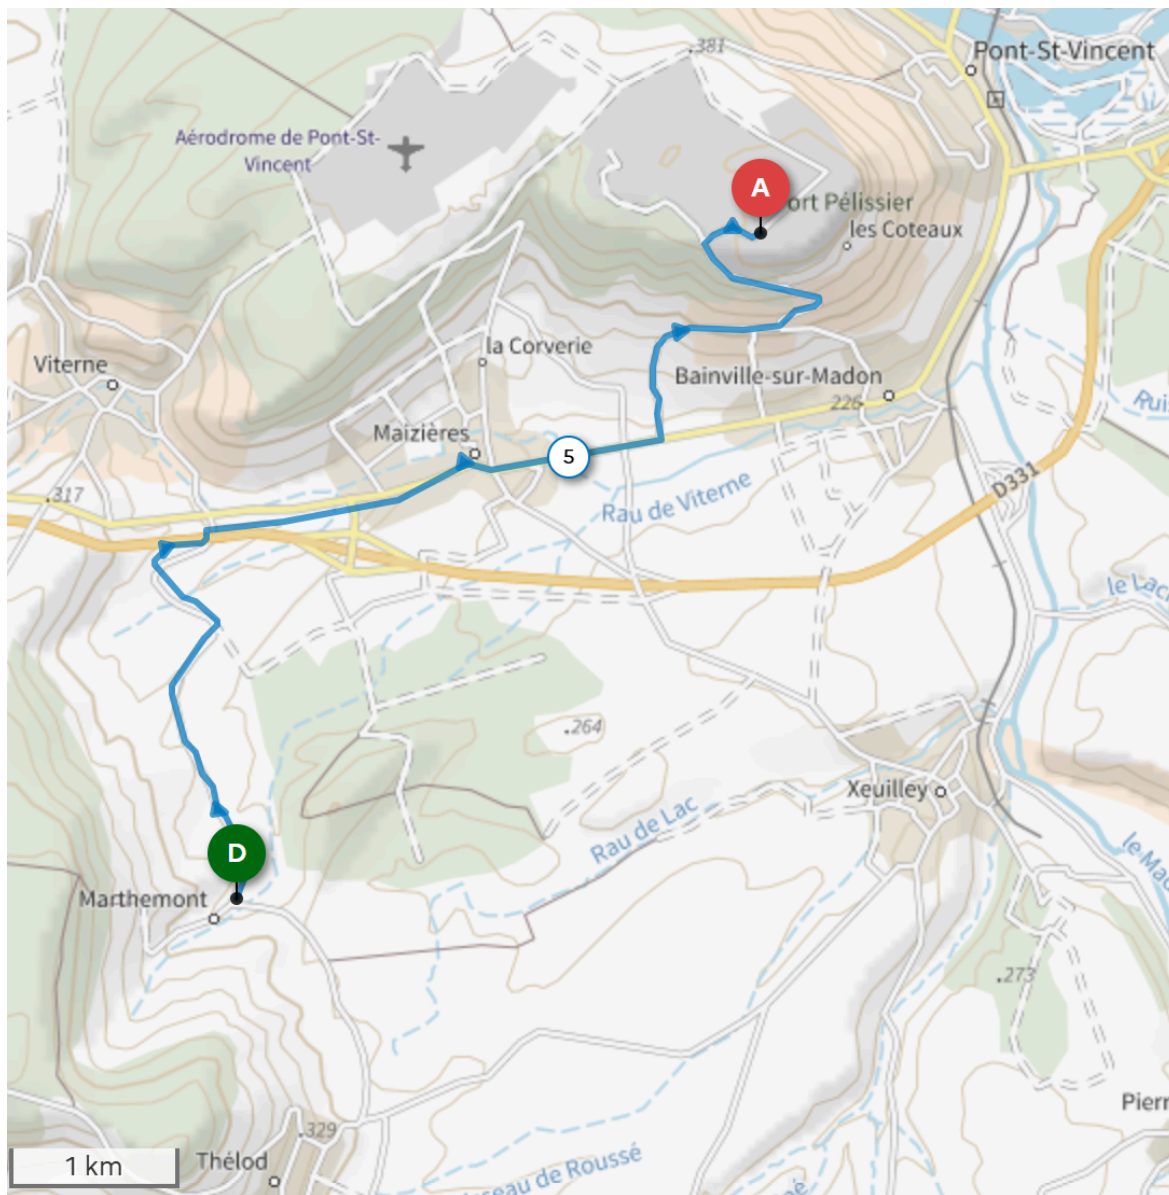 .381
Pont-St-Vincent
Aérodrome de Pont-St-
Vincent
A
ort Pélissier
les Coteaux
la Corverie
Viterne
Bainville-sur-Madon
226
Rui
Maizières
5
.317
Rau de Viterne
D331
le Lac
.264
Xeuilley
Rau de Lac
le Mad
D
Marthemont
.273
Pierr
.329
1 km
Thélod
seau de Roussé
né